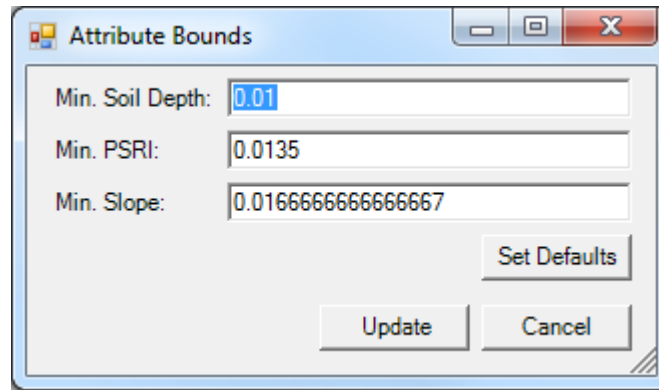 Attribute Bounds
Min. Soil Depth: 0.01
Min. PSRI: 0.0135
Min. Slope: 0.0166666666666667
Set Defaults
Update Cancel